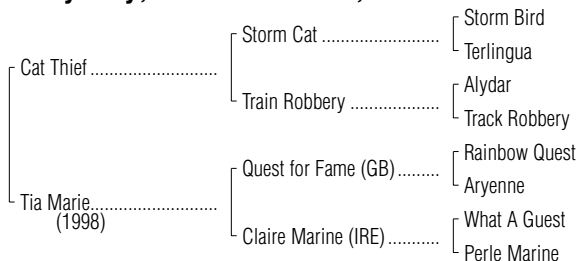 Storm Bird
Storm Cat ........................
Terlingua
Cat Thief ..........................
Alydar
Train Robbery ..................
Track Robbery
Rainbow Quest
Quest for Fame (GB).........
Aryenne
Tia Marie..........................
(1998)
What A Guest
Claire Marine (IRE)...........
Perle Marine